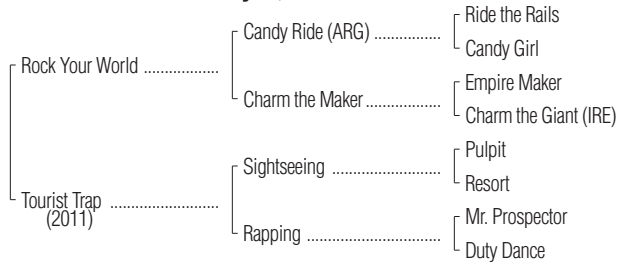 Ride the Rails
Candy Ride (ARG) ................
Candy Girl
Rock Your World ..................
Empire Maker
Charm the Maker ..................
Charm the Giant (IRE)
Pulpit
Sightseeing ..........................
Resort
Tourist Trap ..........................
(2011)
Mr. Prospector
Rapping ................................
Duty Dance